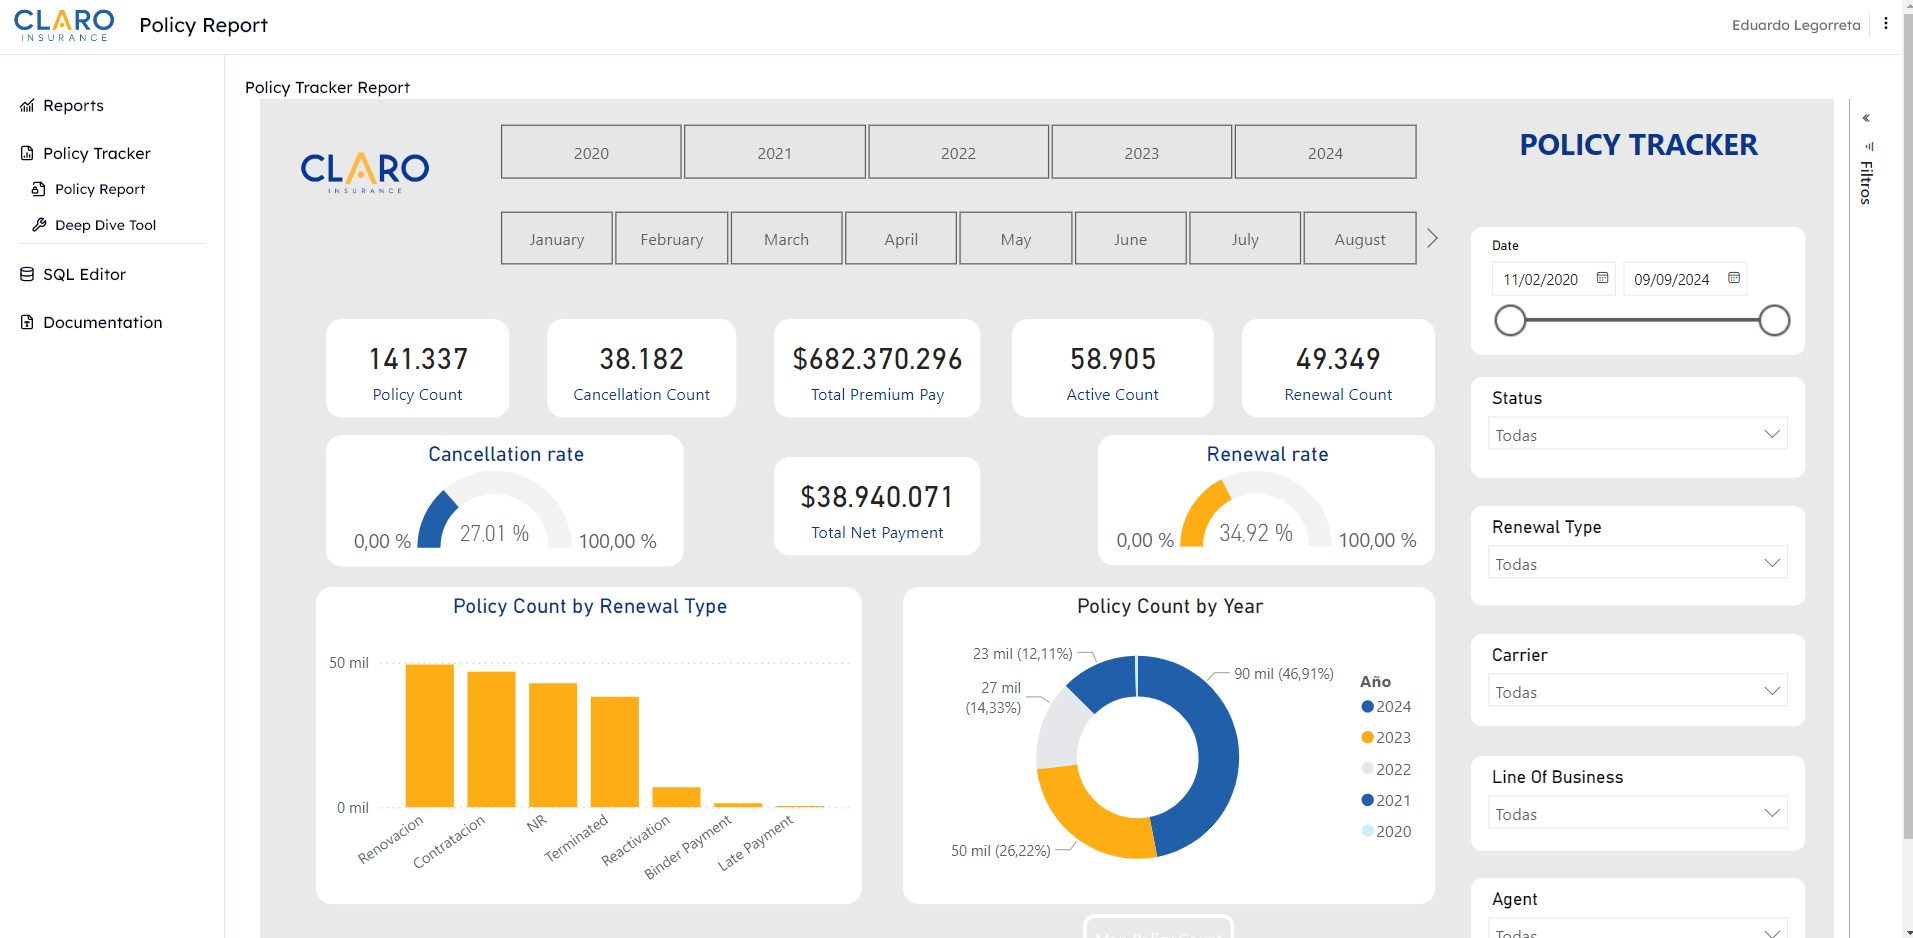 CLARO
INSURANCE
Policy Report
Eduardo Legorreta
Reports
Policy Tracker
Policy Report
Deep Dive Tool
SQL Editor
Documentation
Policy Tracker Report
CLARO
INSURANCE
2020
2021
2022
2023
2024
January
February
March
April
May
June
July
August
POLICY TRACKER
Filtros
Date
11/02/2020
09/09/2024
Status
Todas
Renewal Type
Todas
Carrier
Todas
Line Of Business
Todas
Agent
Todas
141.337
Policy Count
38.182
Cancellation Count
$682.370.296
Total Premium Pay
58.905
Active Count
49.349
Renewal Count
Cancellation rate
0,00 %
27.01 %
100,00 %
$38.940.071
Total Net Payment
Renewal rate
0,00 %
34.92 %
100,00 %
Policy Count by Renewal Type
50 mil
0 mil
Renovacion
Contratacion
NR
Terminated
Reactivation
Binder Payment
Late Payment
Policy Count by Year
23 mil (12,11%)
27 mil
(14,33%)
90 mil (46,91%)
50 mil (26,22%)
Año
2024
2023
2022
2021
2020
Policy Count